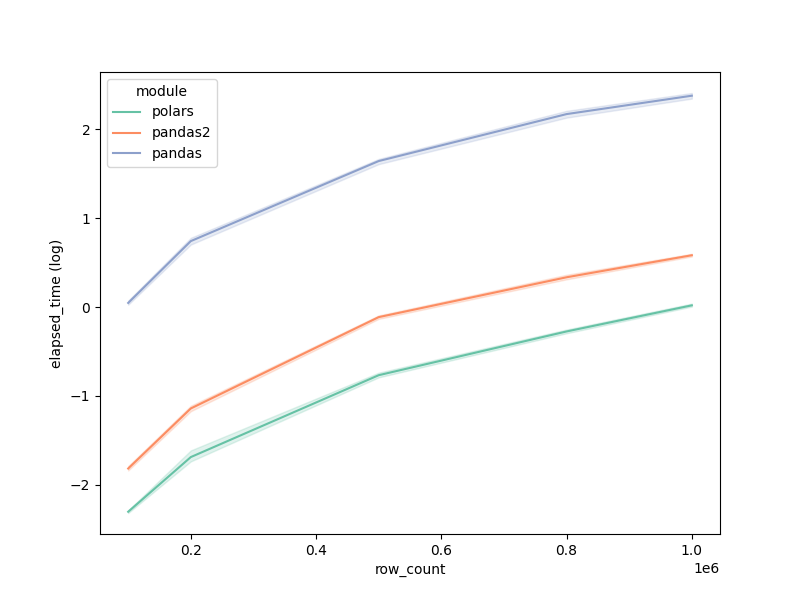 module
polars
pandas2
pandas
2
1
0
−1
−2
elapsed_time (log)
0.2
0.4
0.6
0.8
1.0
1e6
row_count